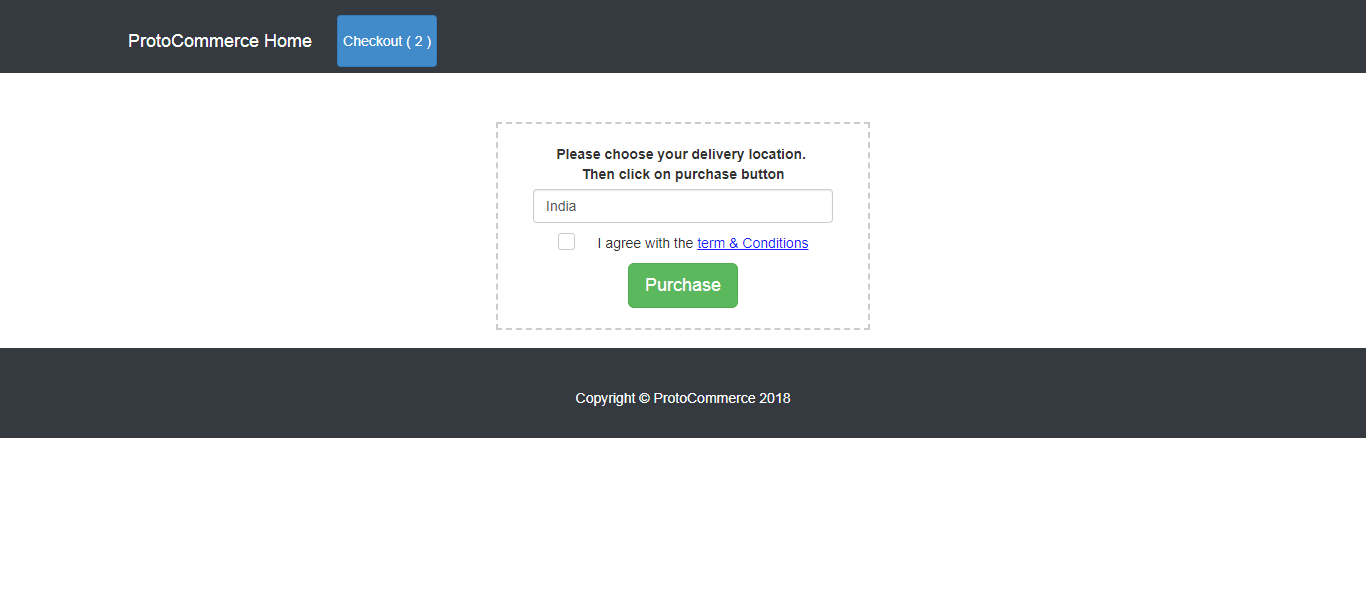 ProtoCommerce Home Checkout ( 2 )
Please choose your delivery location.
Then click on purchase button
India
I agree with the term & Conditions
Purchase
Copyright © ProtoCommerce 2018